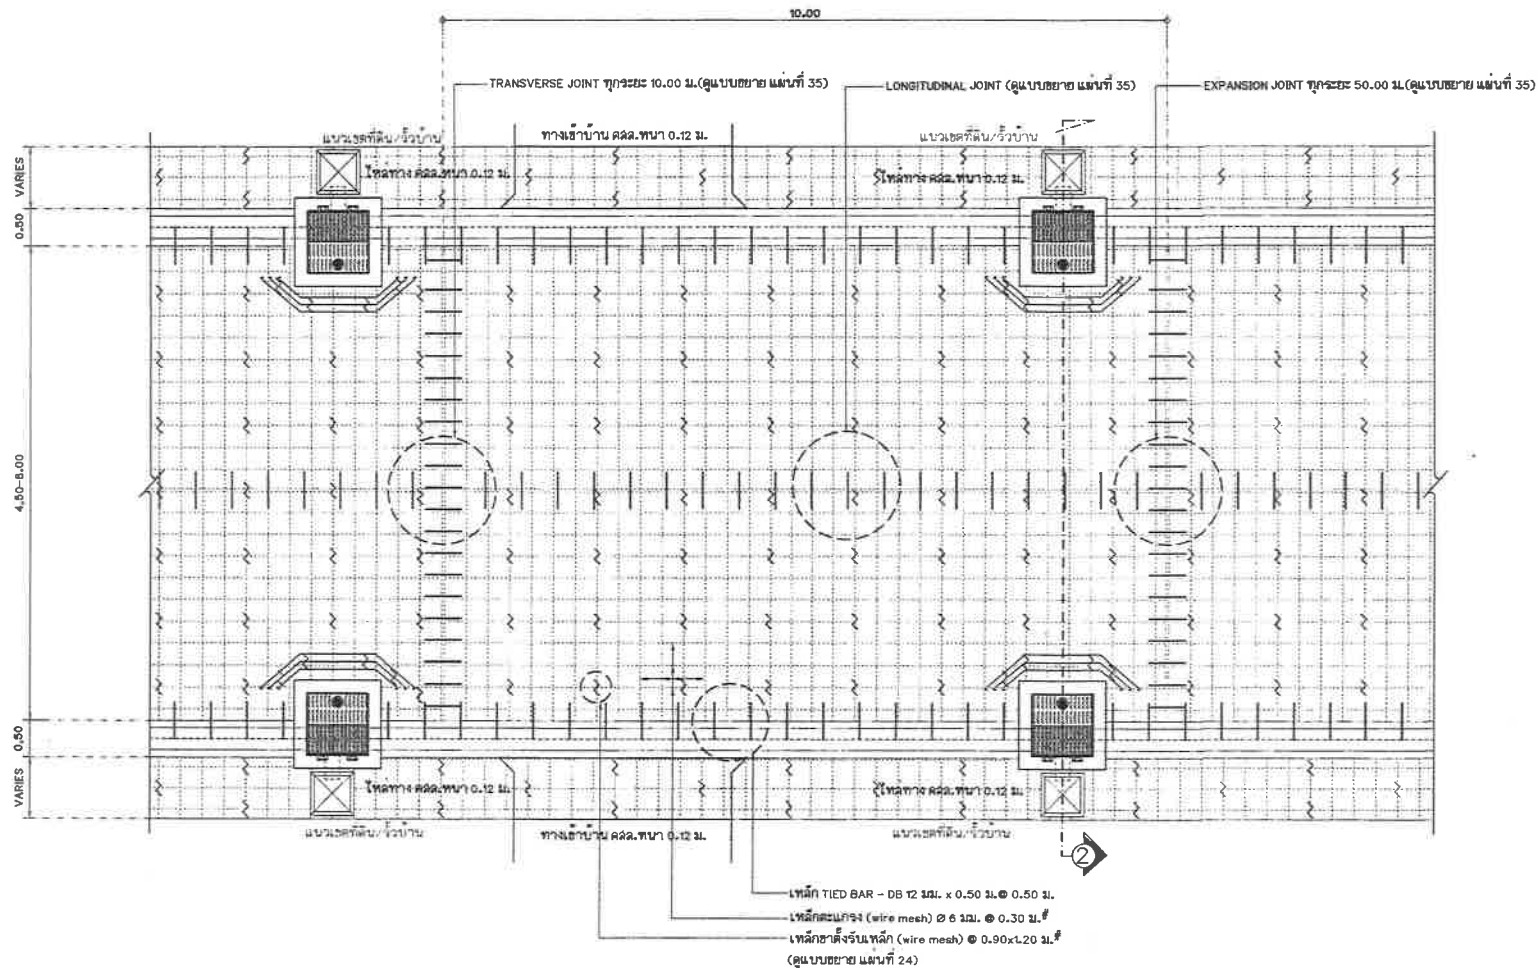 10.00
TRANSVERSE JOINT ทุกระยะ 10.00 ม.(ดูแบบขยาย แผ่นที่ 35)
LONGITUDINAL JOINT (ดูแบบขยาย แผ่นที่ 35)
EXPANSION JOINT ทุกระยะ 50.00 ม.(ดูแบบขยาย แผ่นที่ 35)
แนวเขตที่ดิน/รั้วบ้าน
ทางเข้าบ้าน คสล.หนา 0.12 ม.
แนวเขตที่ดิน/รั้วบ้าน
VARIES
ไหล่ทาง คสล.หนา 0.12 ม.
ไหล่ทาง คสล.หนา 0.12 ม.
0.50
4.50-8.00
0.50
VARIES
ไหล่ทาง คสล.หนา 0.12 ม.
ไหล่ทาง คสล.หนา 0.12 ม.
แนวเขตที่ดิน/รั้วบ้าน
ทางเข้าบ้าน คสล.หนา 0.12 ม.
แนวเขตที่ดิน/รั้วบ้าน
2
เหล็ก TIED BAR - DB 12 มม. x 0.50 ม.@ 0.50 ม.
เหล็กตะแกรง (wire mesh) Ø 6 มม. @ 0.30 ม.#
เหล็กขาตั้งรับเหล็ก (wire mesh) @ 0.90x1.20 ม.#
(ดูแบบขยาย แผ่นที่ 24)